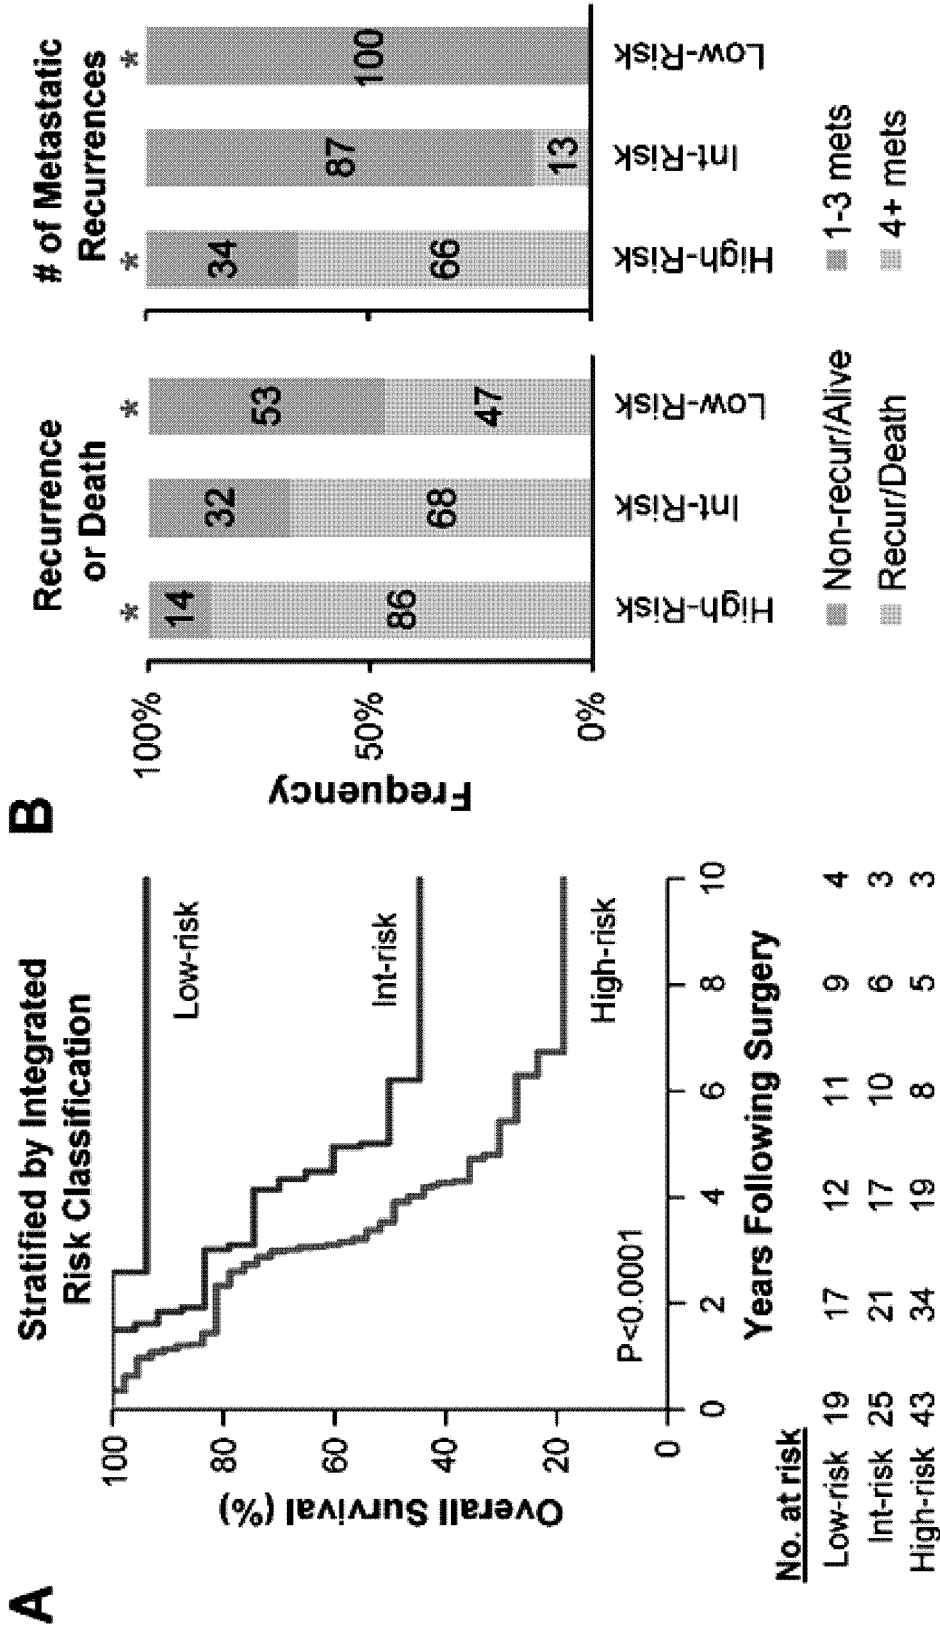 A
Stratified by Integrated
Risk Classification
Overall Survival (%)
100
80
60
40
20
0
Low-risk
Int-risk
High-risk
P<0.0001
0 2 4 6 8 10
Years Following Surgery
No. at risk
Low-risk 19 17 12 11 9 4
Int-risk 25 21 17 10 6 3
High-risk 43 34 19 8 5 3
B
Frequency
100%
50%
0%
Recurrence
or Death
* *
14 32 53
86 68 47
High-Risk Int-Risk Low-Risk
Non-recur/Alive
Recur/Death
# of Metastatic
Recurrences
* *
34 87 100
66 13
High-Risk Int-Risk Low-Risk
1-3 mets
4+ mets